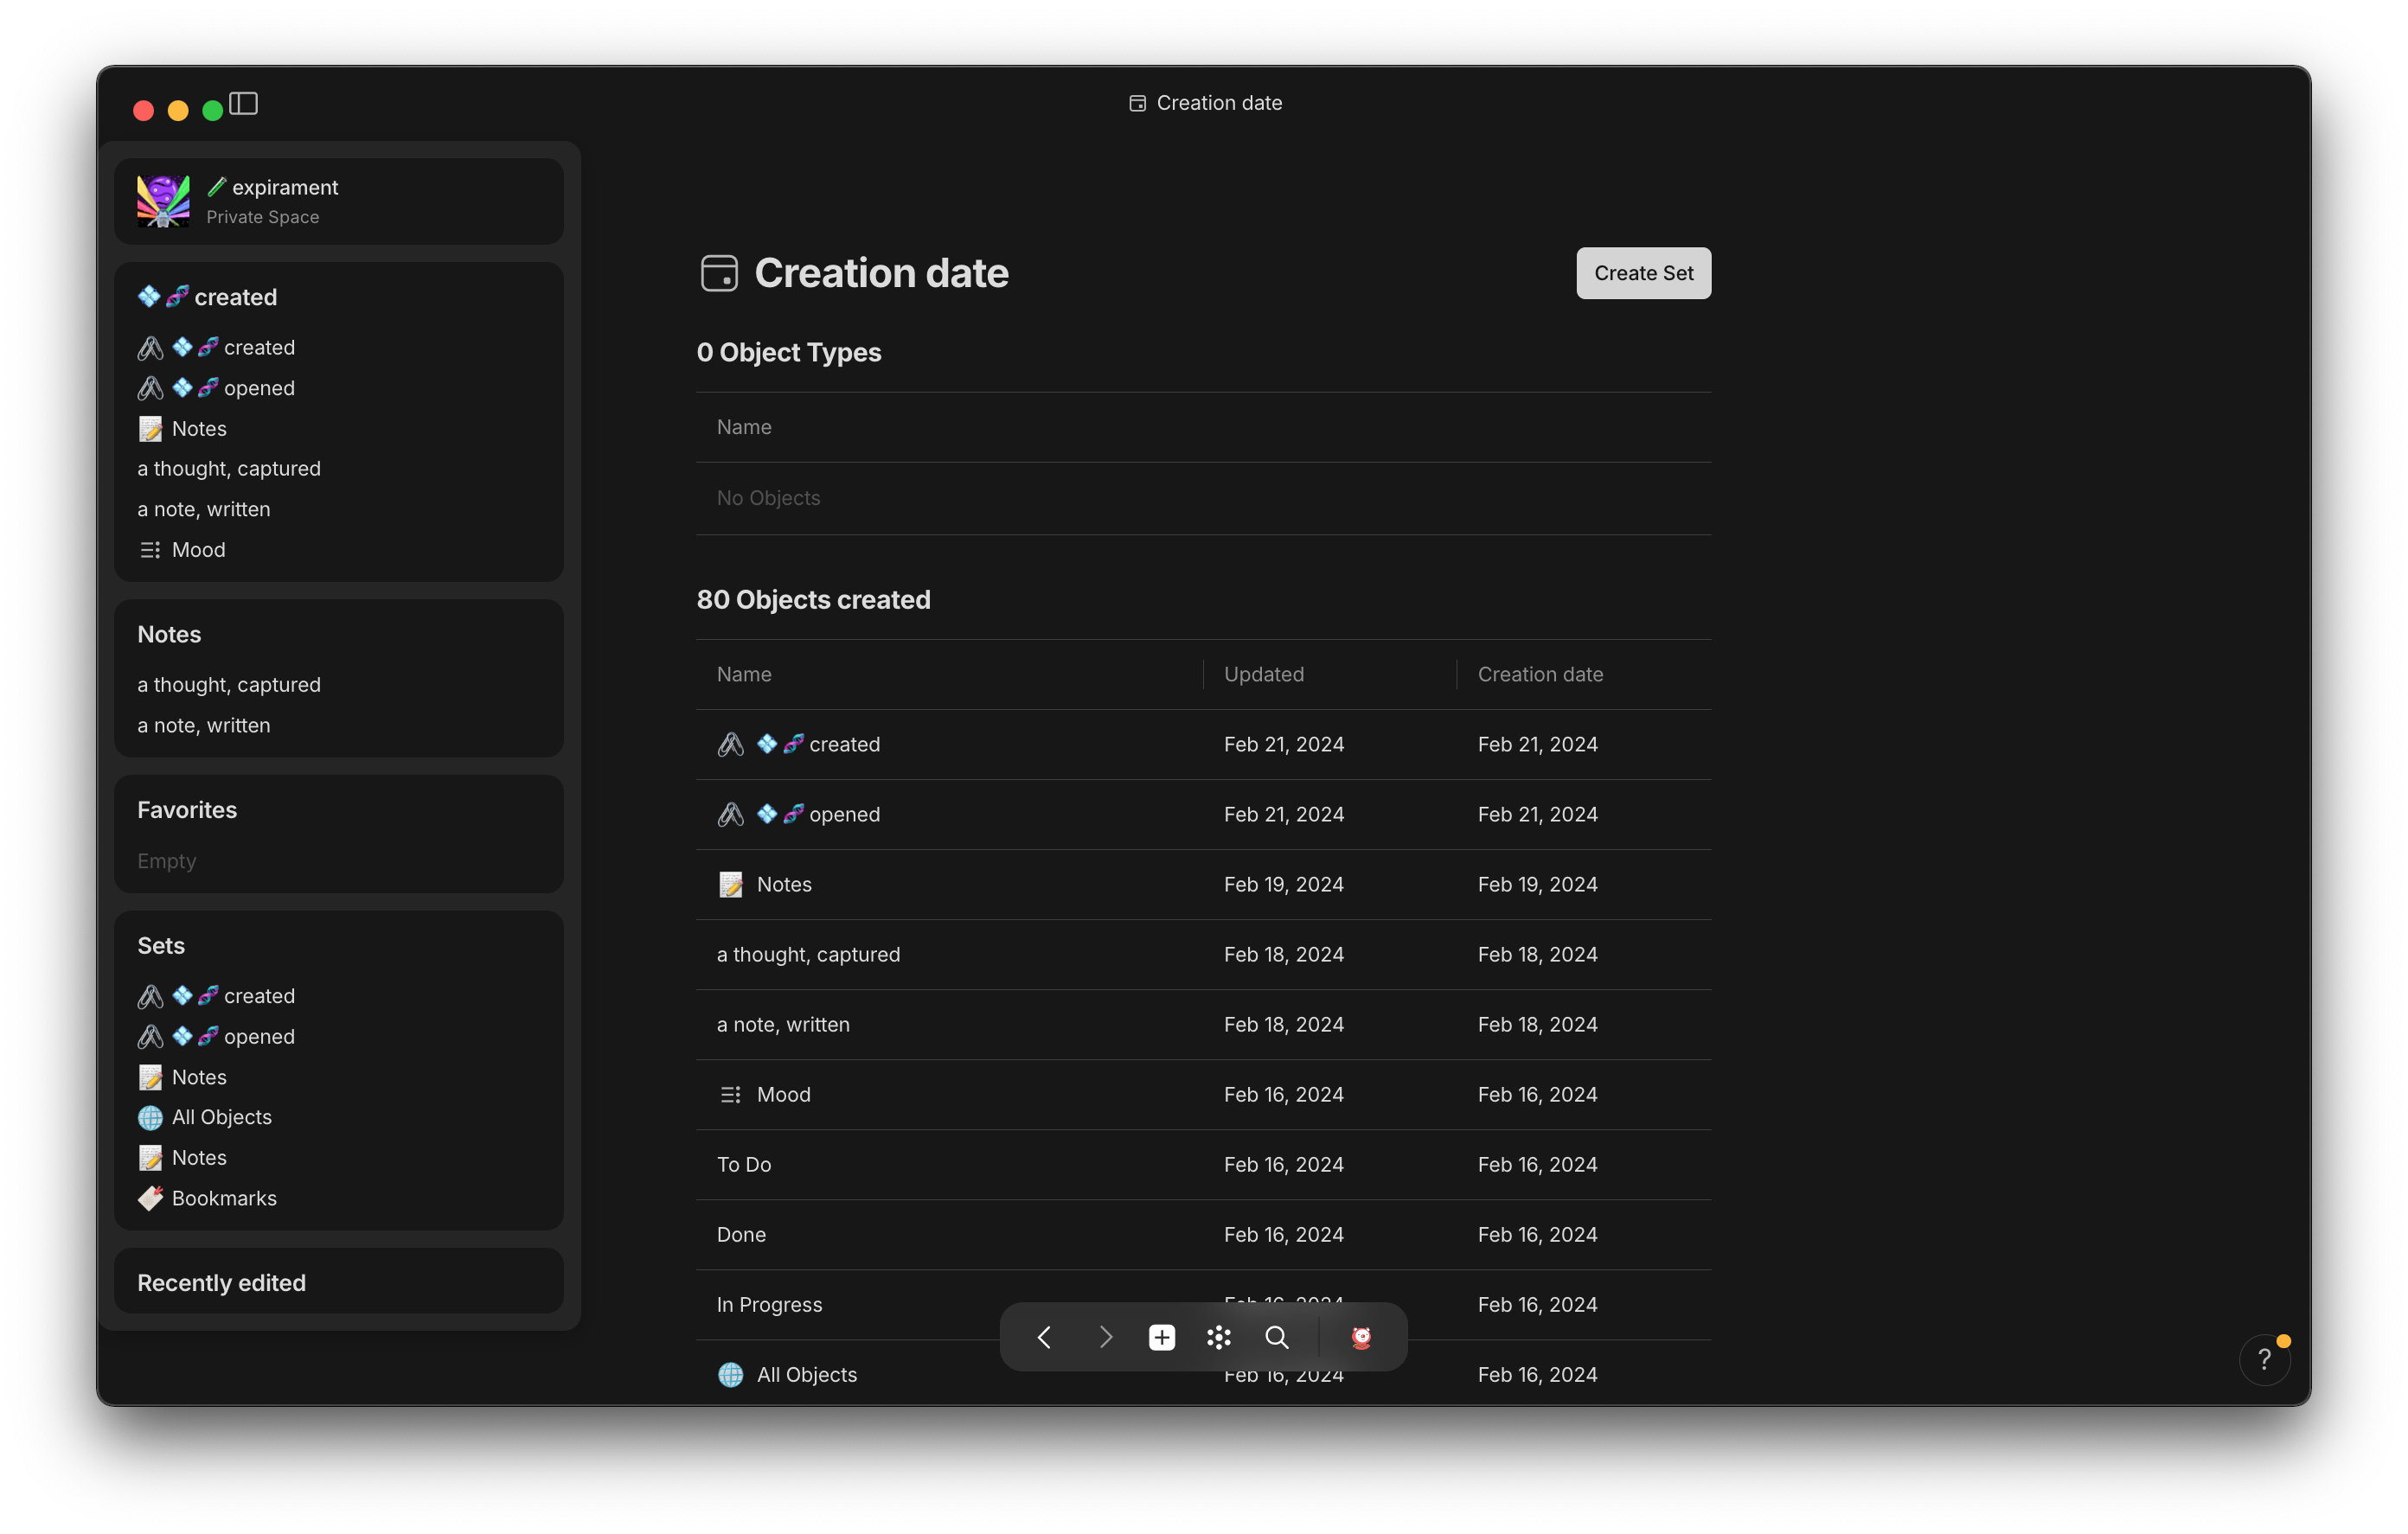 Creation date
expirament
Private Space
created
created
opened
Notes
a thought, captured
a note, written
Mood
Notes
a thought, captured
a note, written
Favorites
Empty
Sets
created
opened
Notes
All Objects
Notes
Bookmarks
Recently edited
Creation date
Create Set
0 Object Types
Name
No Objects
80 Objects created
Name Updated Creation date
created Feb 21, 2024 Feb 21, 2024
opened Feb 21, 2024 Feb 21, 2024
Notes Feb 19, 2024 Feb 19, 2024
a thought, captured Feb 18, 2024 Feb 18, 2024
a note, written Feb 18, 2024 Feb 18, 2024
Mood Feb 16, 2024 Feb 16, 2024
To Do Feb 16, 2024 Feb 16, 2024
Done Feb 16, 2024 Feb 16, 2024
In Progress Feb 16, 2024 Feb 16, 2024
All Objects Feb 16, 2024 Feb 16, 2024
?